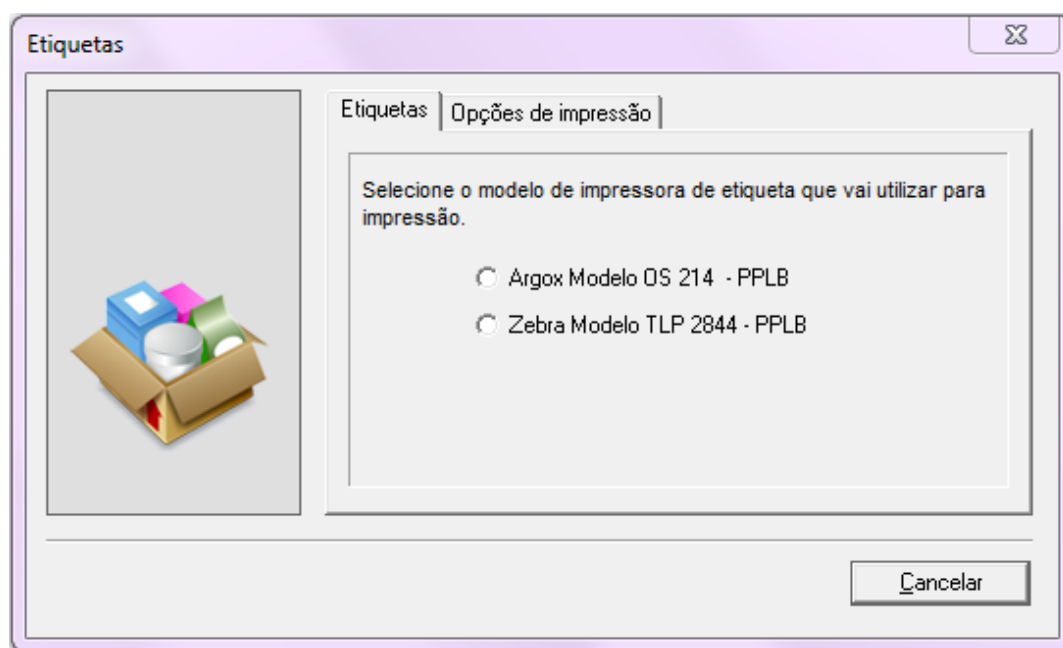 Etiquetas
Etiquetas
Opções de impressão
Selecione o modelo de impressora de etiqueta que vai utilizar para
impressão.
Argox Modelo OS 214 - PPLB
Zebra Modelo TLP 2844 - PPLB
Cancelar